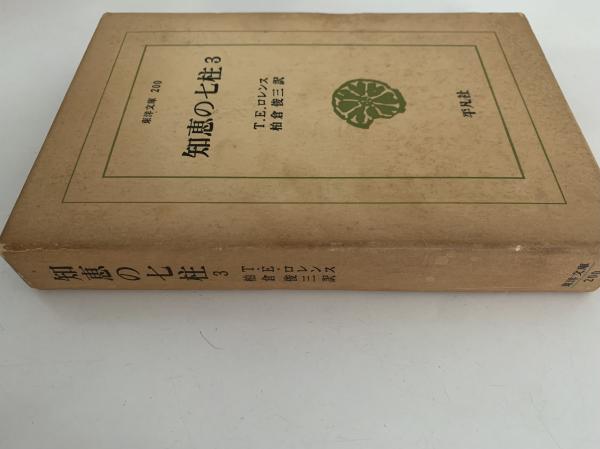 東洋文庫 200
知恵の七柱 3
T.E.ロレンス
柏倉俊三訳
平凡社
知恵の七柱 3
T・E・ロレンス
柏倉俊三訳
東洋文庫
200